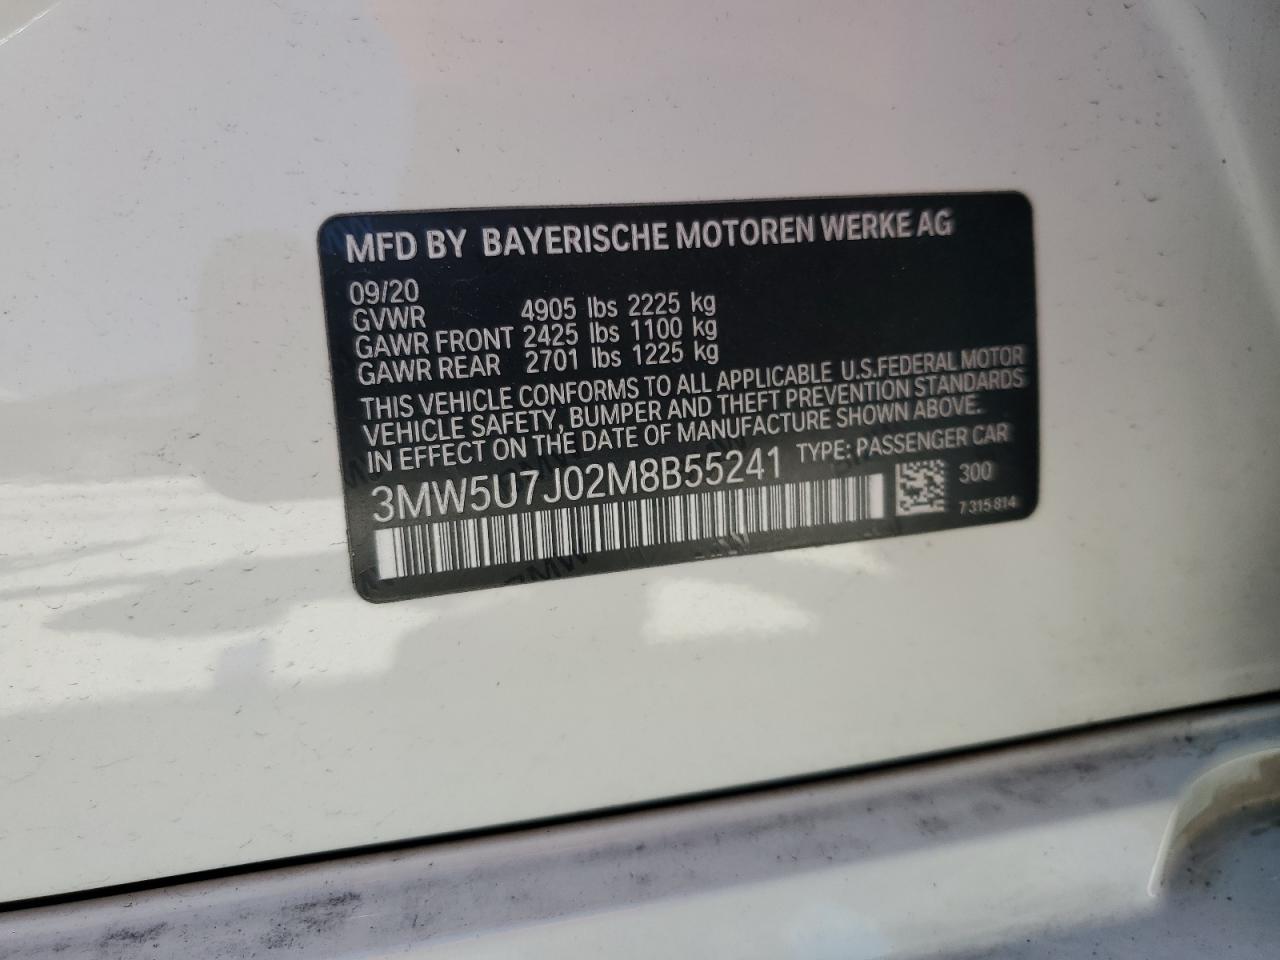 MFD BY BAYERISCHE MOTOREN WERKE AG
09/20
GVWR 4905 lbs 2225 kg
GAWR FRONT 2425 lbs 1100 kg
GAWR REAR 2701 lbs 1225 kg
THIS VEHICLE CONFORMS TO ALL APPLICABLE U.S.FEDERAL MOTOR
VEHICLE SAFETY, BUMPER AND THEFT PREVENTION STANDARDS
IN EFFECT ON THE DATE OF MANUFACTURE SHOWN ABOVE.
3MW5U7J02M8B55241 TYPE: PASSENGER CAR
300
7 315 814